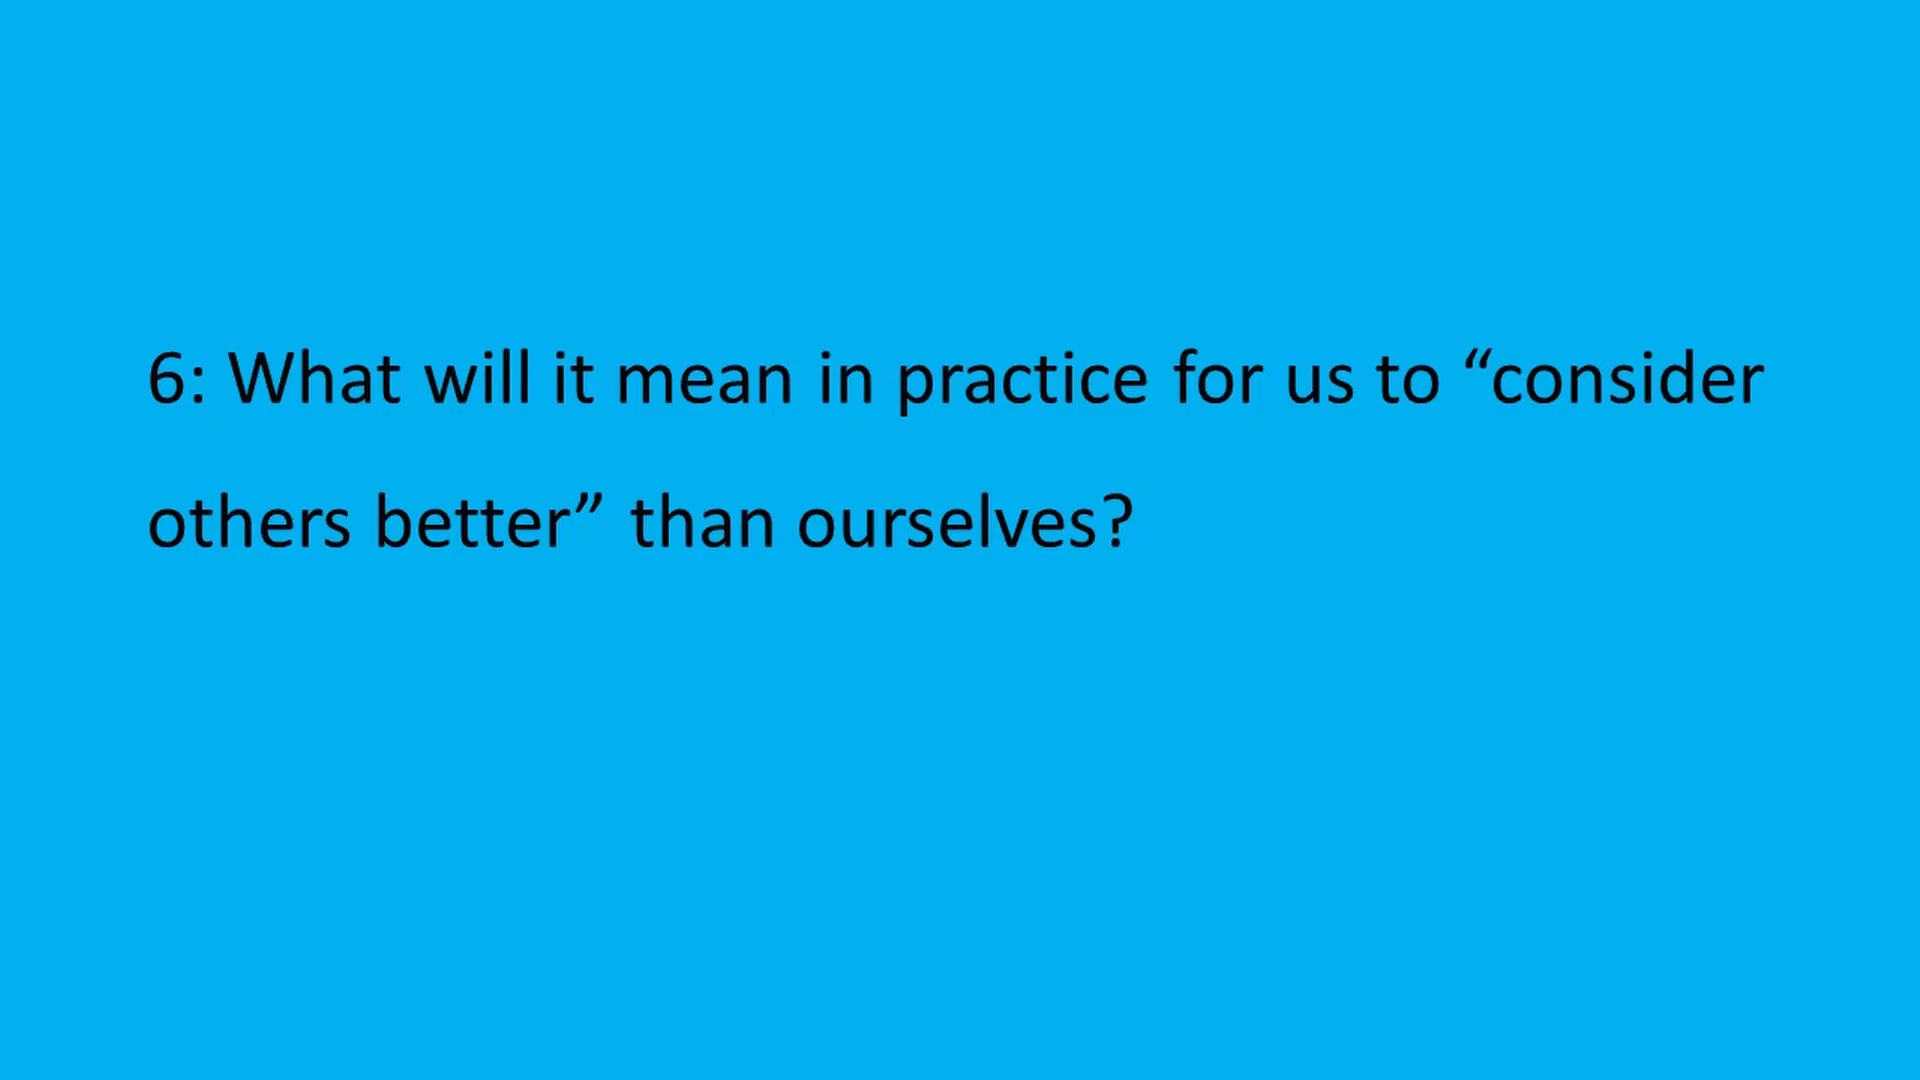 6: What will it mean in practice for us to “consider
others better” than ourselves?